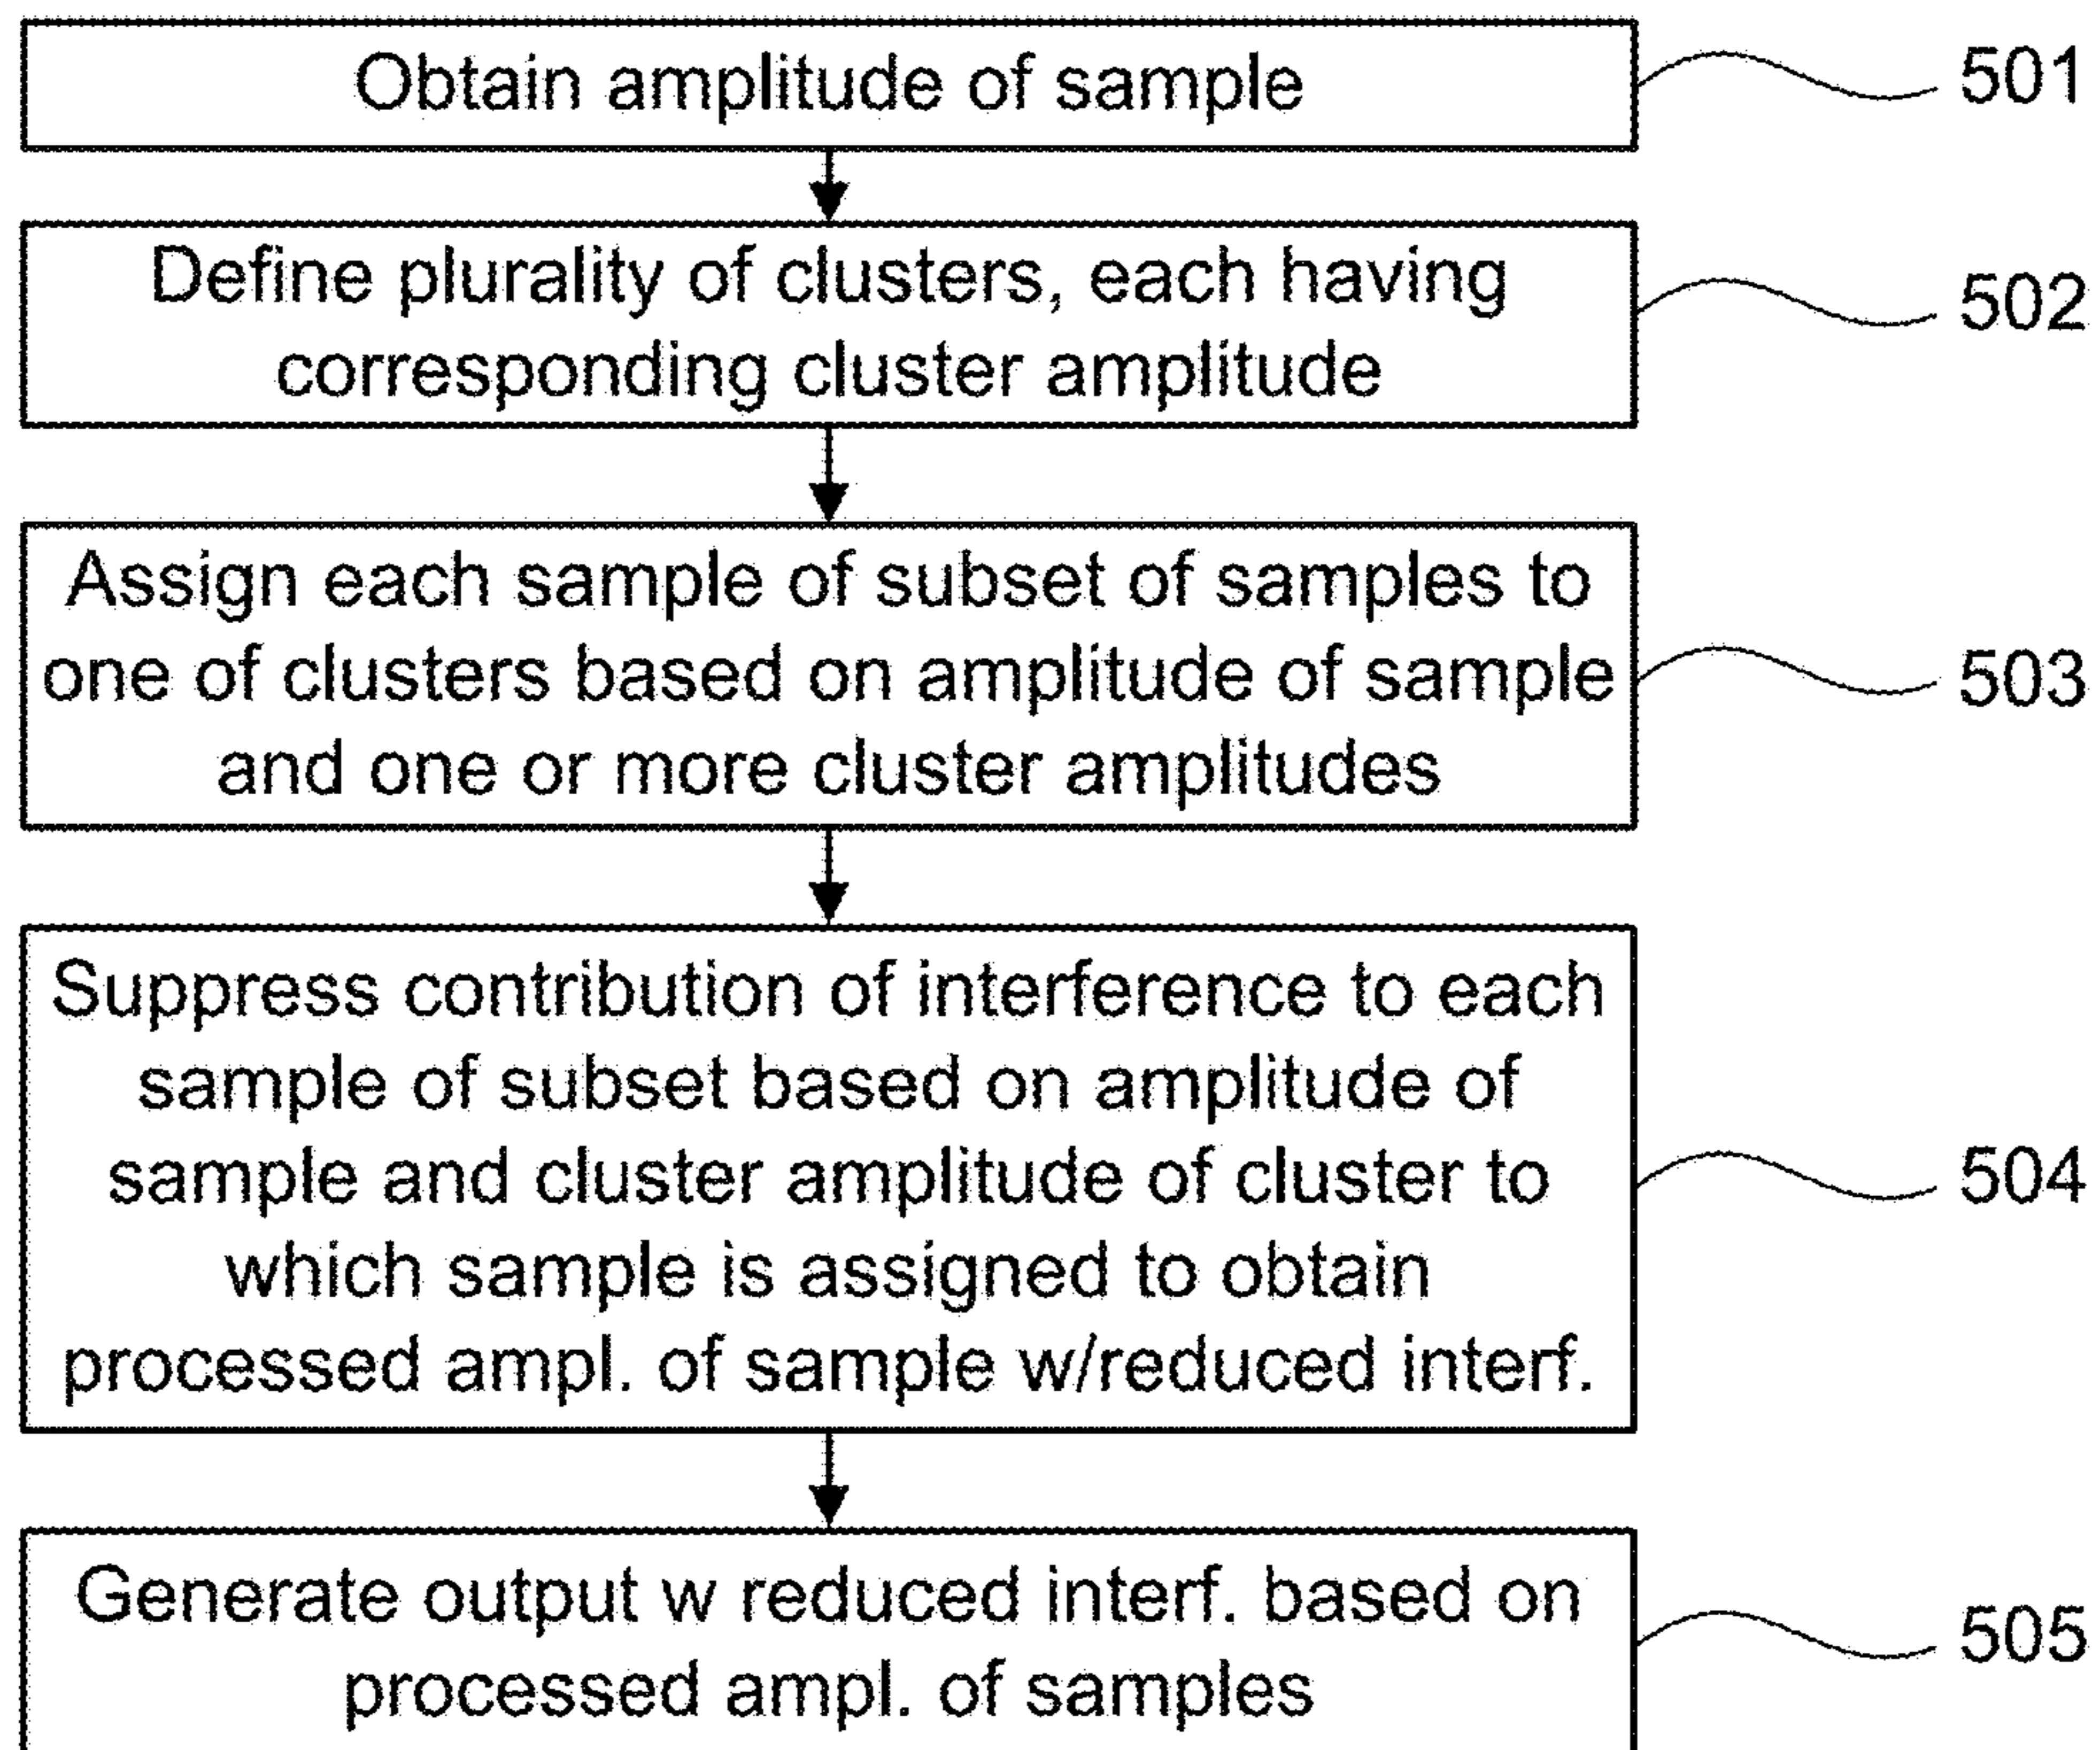 Obtain amplitude of sample
501
Define plurality of clusters, each having
corresponding cluster amplitude
502
Assign each sample of subset of samples to
one of clusters based on amplitude of sample
and one or more cluster amplitudes
503
Suppress contribution of interference to each
sample of subset based on amplitude of
sample and cluster amplitude of cluster to
which sample is assigned to obtain
processed ampl. of sample w/reduced interf.
504
Generate output w reduced interf. based on
processed ampl. of samples
505